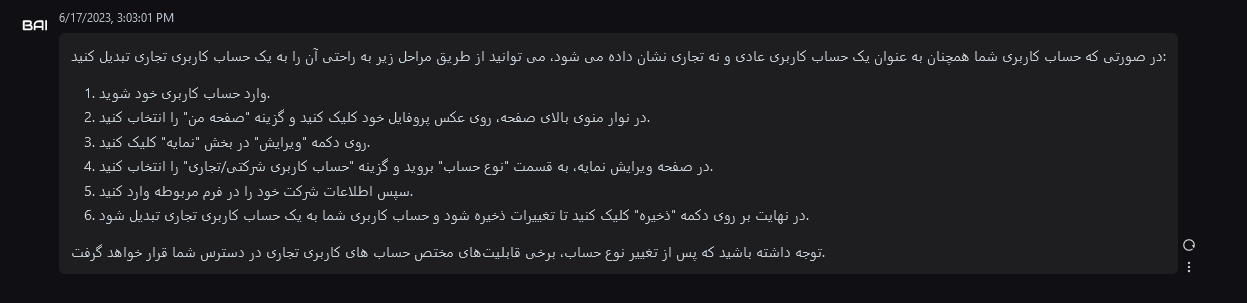 6/17/2023, 3:03:01 PM
BAI
در صورتی که حساب کاربری شما همچنان به عنوان یک حساب کاربری عادی و نه تجاری نشان داده می شود، می توانید از طریق مراحل زیر به راحتی آن را به یک حساب کاربری تجاری تبدیل کنید:
1. وارد حساب کاربری خود شوید.
2. در نوار منوی بالای صفحه، روی عکس پروفایل خود کلیک کنید و گزینه "صفحه من" را انتخاب کنید.
3. روی دکمه "ویرایش" در بخش "نمایه" کلیک کنید.
4. در صفحه ویرایش نمایه، به قسمت "نوع حساب" بروید و گزینه "حساب کاربری شرکتی/تجاری" را انتخاب کنید.
5. سپس اطلاعات شرکت خود را در فرم مربوطه وارد کنید.
6. در نهایت بر روی دکمه "ذخیره" کلیک کنید تا تغییرات ذخیره شود و حساب کاربری شما به یک حساب کاربری تجاری تبدیل شود.
توجه داشته باشید که پس از تغییر نوع حساب، برخی قابلیت‌های مختص حساب های کاربری تجاری در دسترس شما قرار خواهد گرفت.